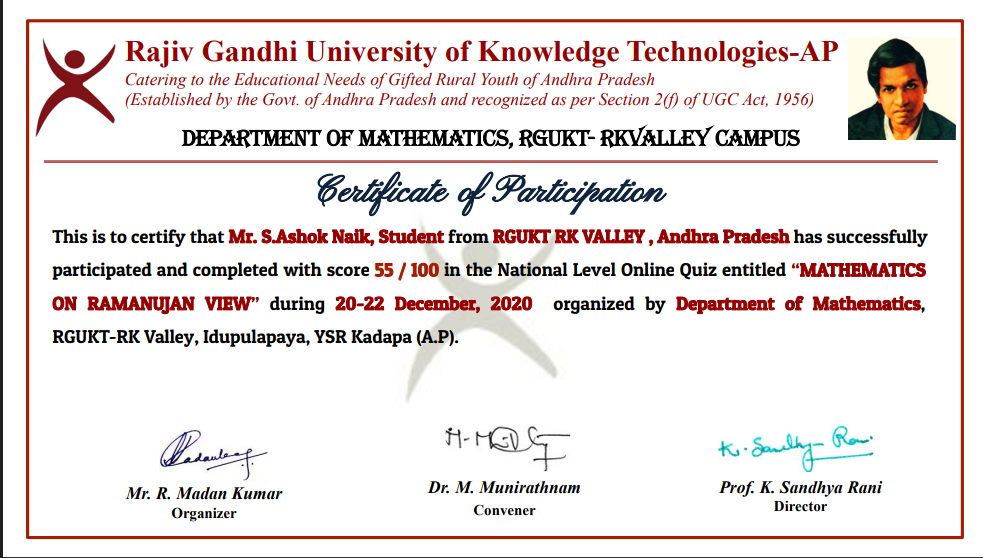 Rajiv Gandhi University of Knowledge Technologies-AP
Catering to the Educational Needs of Gifted Rural Youth of Andhra Pradesh
(Established by the Govt. of Andhra Pradesh and recognized as per Section 2(f) of UGC Act, 1956)
DEPARTMENT OF MATHEMATICS, RGUKT- RKVALLEY CAMPUS
Certificate of Participation
This is to certify that Mr. S.Ashok Naik, Student from RGUKT RK VALLEY , Andhra Pradesh has successfully
participated and completed with score 55 / 100 in the National Level Online Quiz entitled “MATHEMATICS
ON RAMANUJAN VIEW” during 20-22 December, 2020 organized by Department of Mathematics,
RGUKT-RK Valley, Idupulapaya, YSR Kadapa (A.P).
K. Sandhya Rani
Mr. R. Madan Kumar
Organizer
Dr. M. Munirathnam
Convener
Prof. K. Sandhya Rani
Director